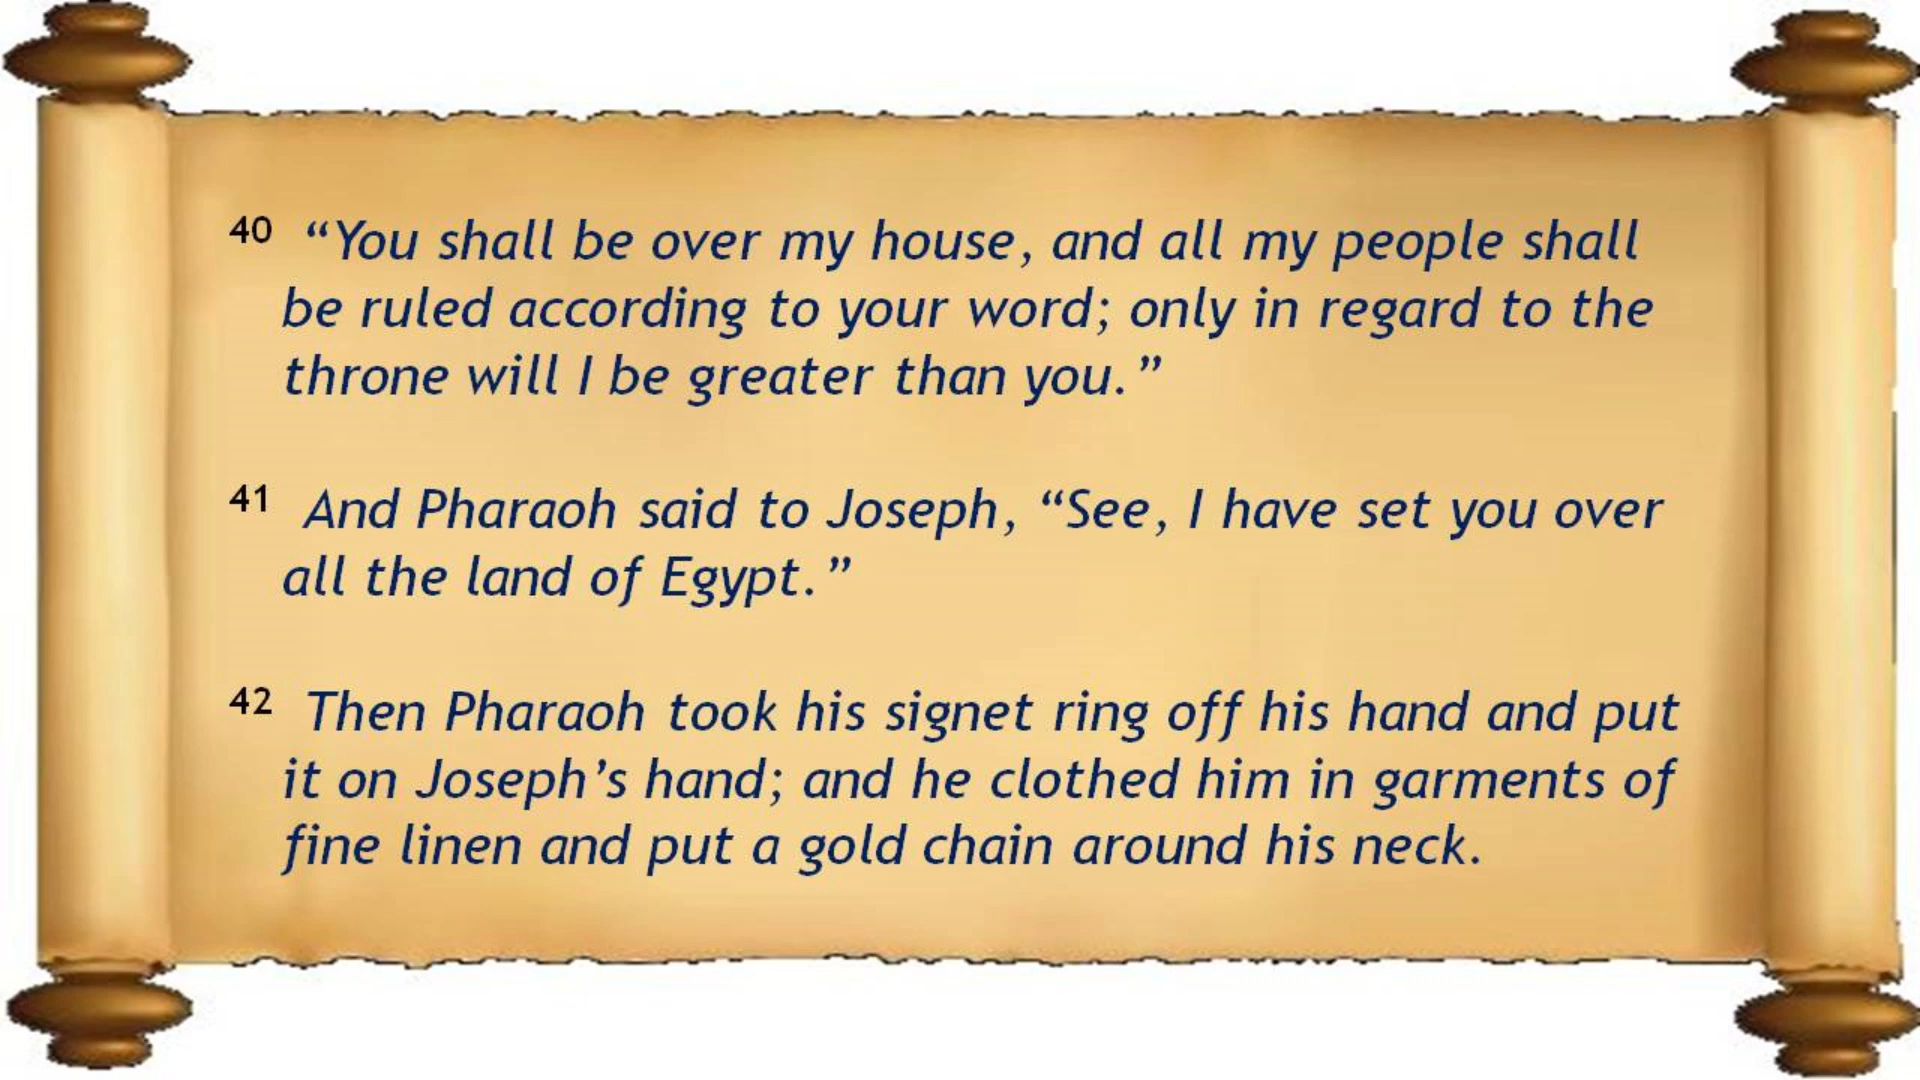 40 “You shall be over my house, and all my people shall
be ruled according to your word; only in regard to the
throne will I be greater than you.”
41 And Pharaoh said to Joseph, “See, I have set you over
all the land of Egypt.”
42 Then Pharaoh took his signet ring off his hand and put
it on Joseph’s hand; and he clothed him in garments of
fine linen and put a gold chain around his neck.